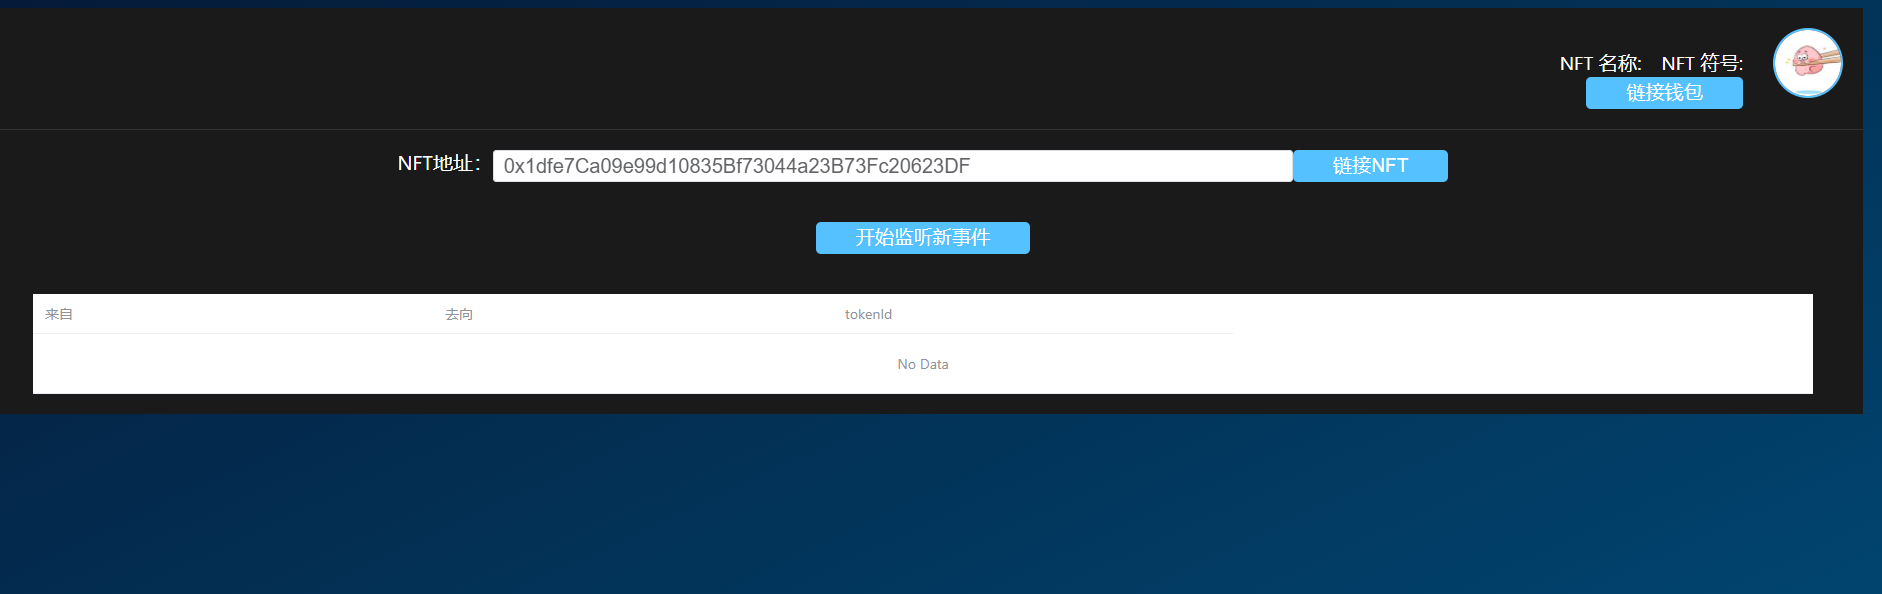 NFT 名称: NFT 符号:
链接钱包
NFT地址： 0x1dfe7Ca09e99d10835Bf73044a23B73Fc20623DF 链接NFT
开始监听新事件
来自 去向 tokenId
No Data